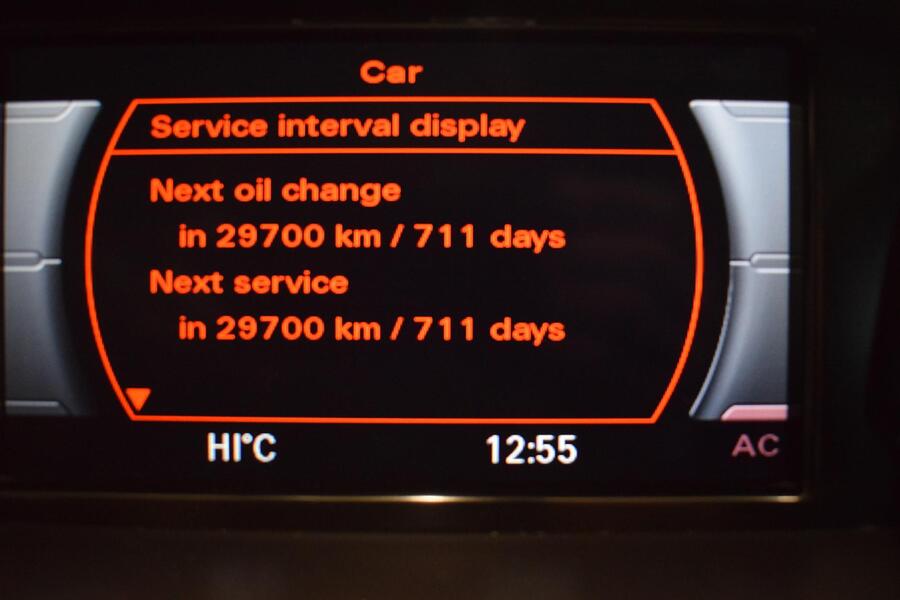 Car
Service interval display
Next oil change
in 29700 km / 711 days
Next service
in 29700 km / 711 days
HI°C
12:55
AC